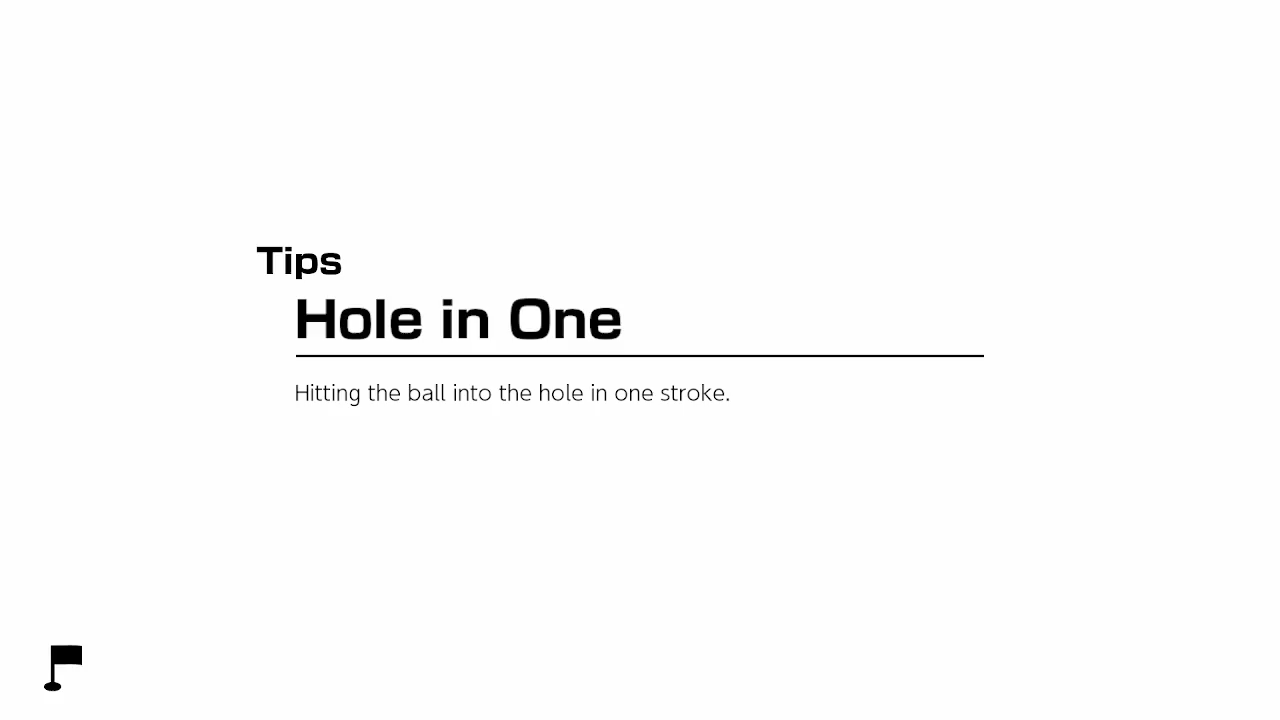 Tips
Hole in One
Hitting the ball into the hole in one stroke.